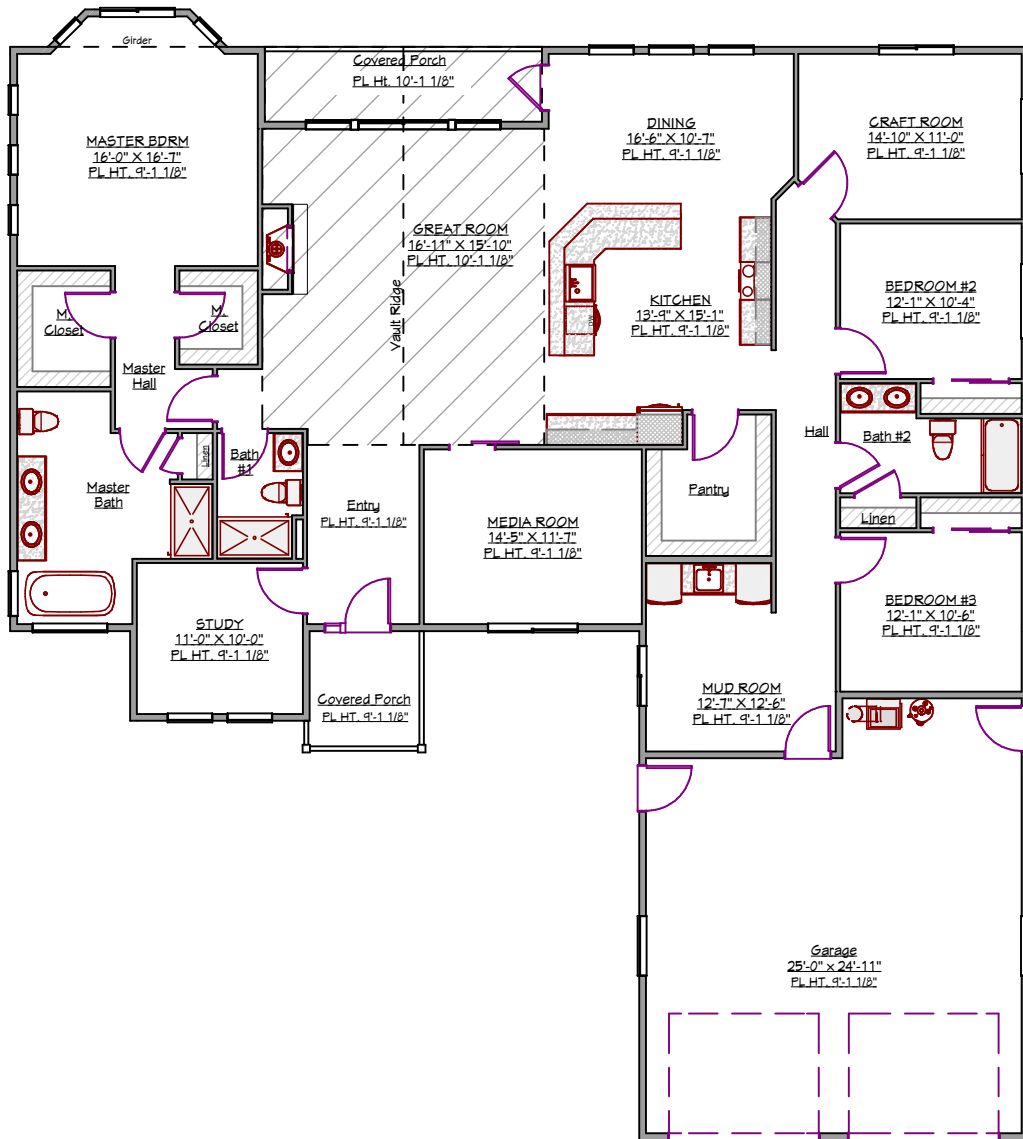 Girder
Covered Porch
PL Ht. 10'-1 1/8"
MASTER BDRM
16'-0" X 16'-7"
PL HT. 9'-1 1/8"
DINING
16'-6" X 10'-7"
PL HT. 9'-1 1/8"
CRAFT ROOM
14'-10" X 11'-0"
PL HT. 9'-1 1/8"
GREAT ROOM
16'-11" X 15'-10"
PL HT. 10'-1 1/8"
Vault Ridge
KITCHEN
13'-9" X 15'-1"
PL HT. 9'-1 1/8"
DW
BEDROOM #2
12'-1" X 10'-4"
PL HT. 9'-1 1/8"
M.
Closet
M.
Closet
Master
Hall
Hall
Bath #2
Linen
Bath
#1
Linen
Master
Bath
Entry
PL HT. 9'-1 1/8"
MEDIA ROOM
14'-5" X 11'-7"
PL HT. 9'-1 1/8"
Pantry
STUDY
11'-0" X 10'-0"
PL HT. 9'-1 1/8"
BEDROOM #3
12'-1" X 10'-6"
PL HT. 9'-1 1/8"
Covered Porch
PL HT. 9'-1 1/8"
MUD ROOM
12'-7" X 12'-6"
PL HT. 9'-1 1/8"
Garage
25'-0" x 24'-11"
PL HT. 9'-1 1/8"